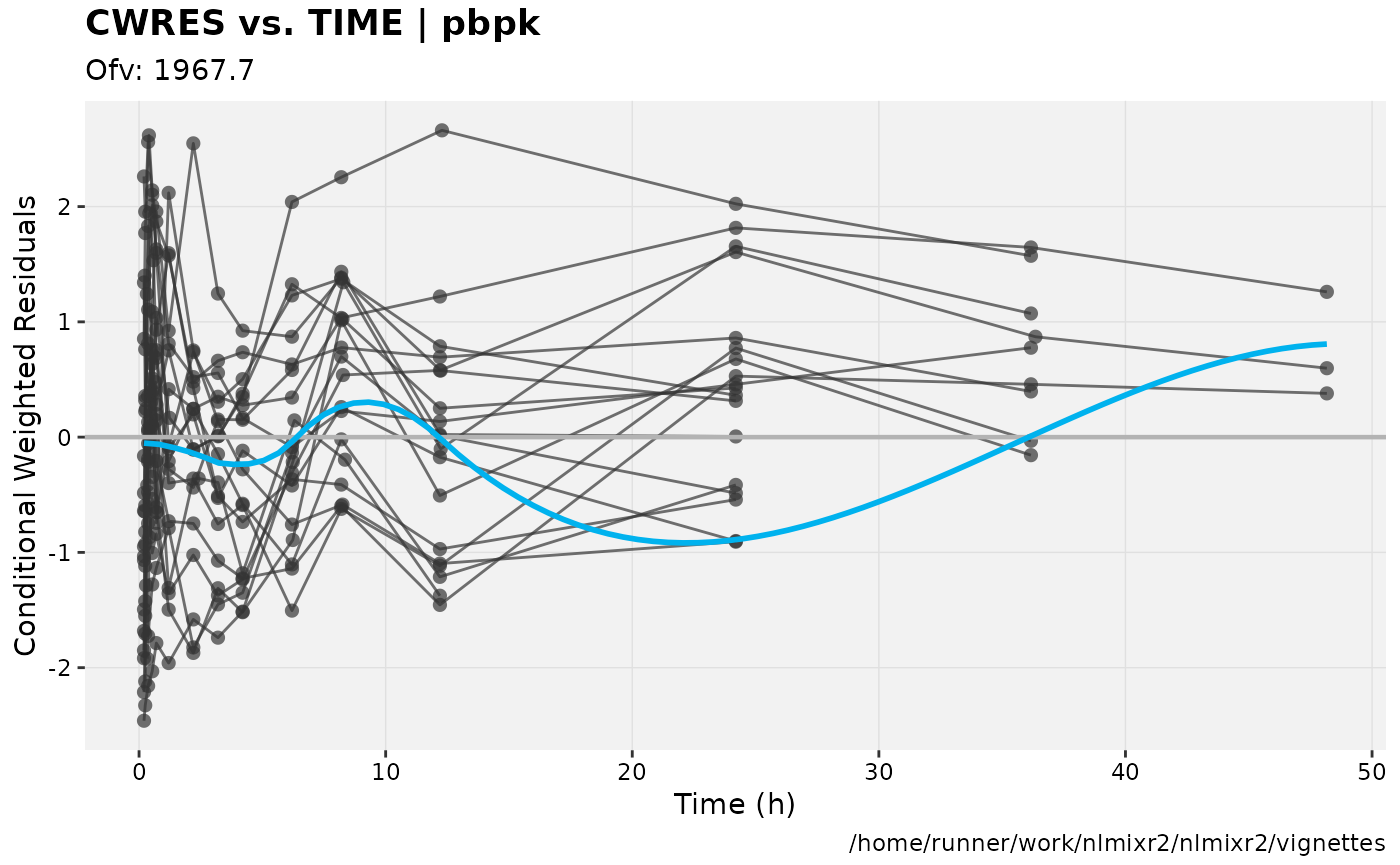 CWRES vs. TIME | pbpk
Ofv: 1967.7
Conditional Weighted Residuals
2
1
0
-1
-2
0 10 20 30 40 50
Time (h)
/home/runner/work/nlmixr2/nlmixr2/vignettes